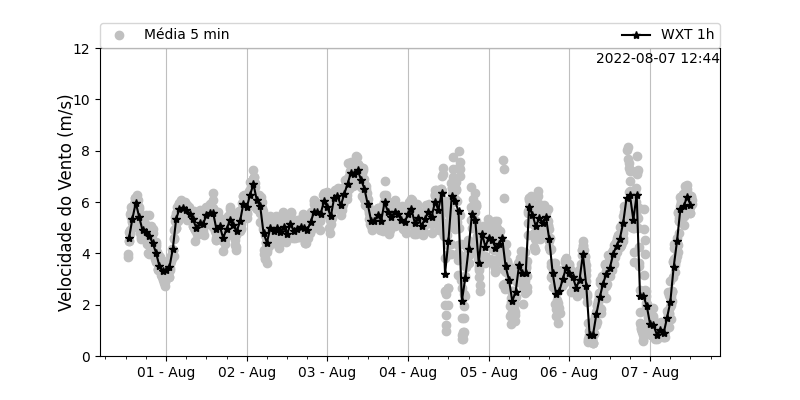 Média 5 min
WXT 1h
2022-08-07 12:44
Velocidade do Vento (m/s)
12
10
8
6
4
2
0
01 - Aug 02 - Aug 03 - Aug 04 - Aug 05 - Aug 06 - Aug 07 - Aug